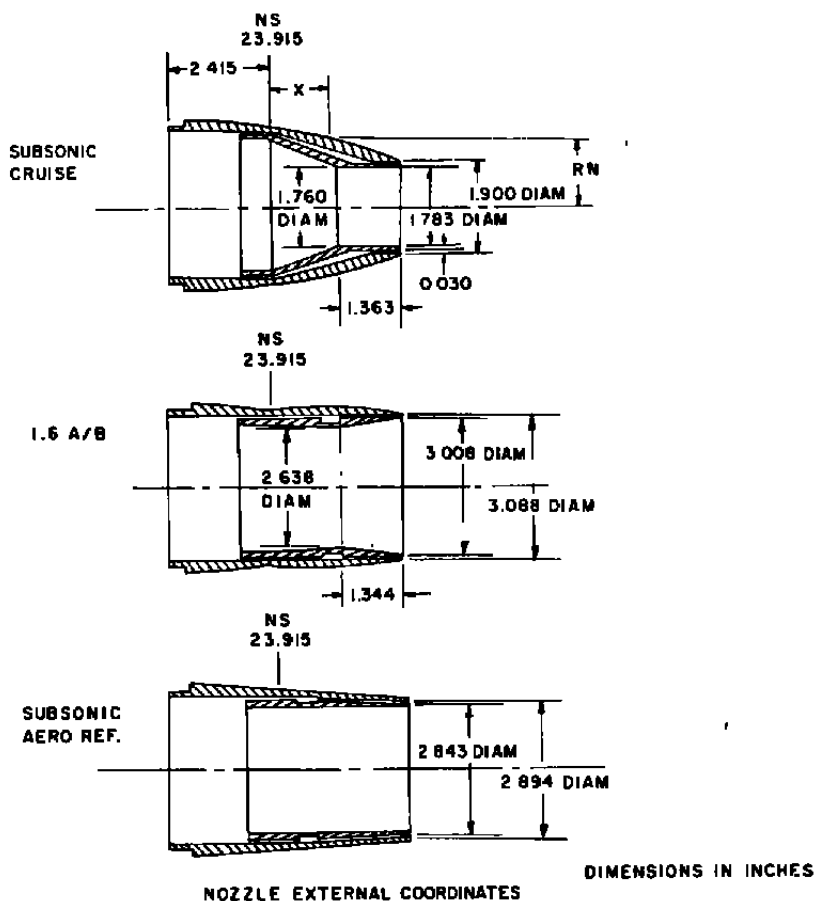 NS
23.915
2 415
X
SUBSONIC
CRUISE
RN
1.760
DIAM
1.900 DIAM
1.783 DIAM
0.030
1.363
NS
23.915
1.6 A/B
3 008 DIAM
2 638
DIAM
3.088 DIAM
1.344
NS
23.915
SUBSONIC
AERO REF.
2 843 DIAM
2 894 DIAM
DIMENSIONS IN INCHES
NOZZLE EXTERNAL COORDINATES